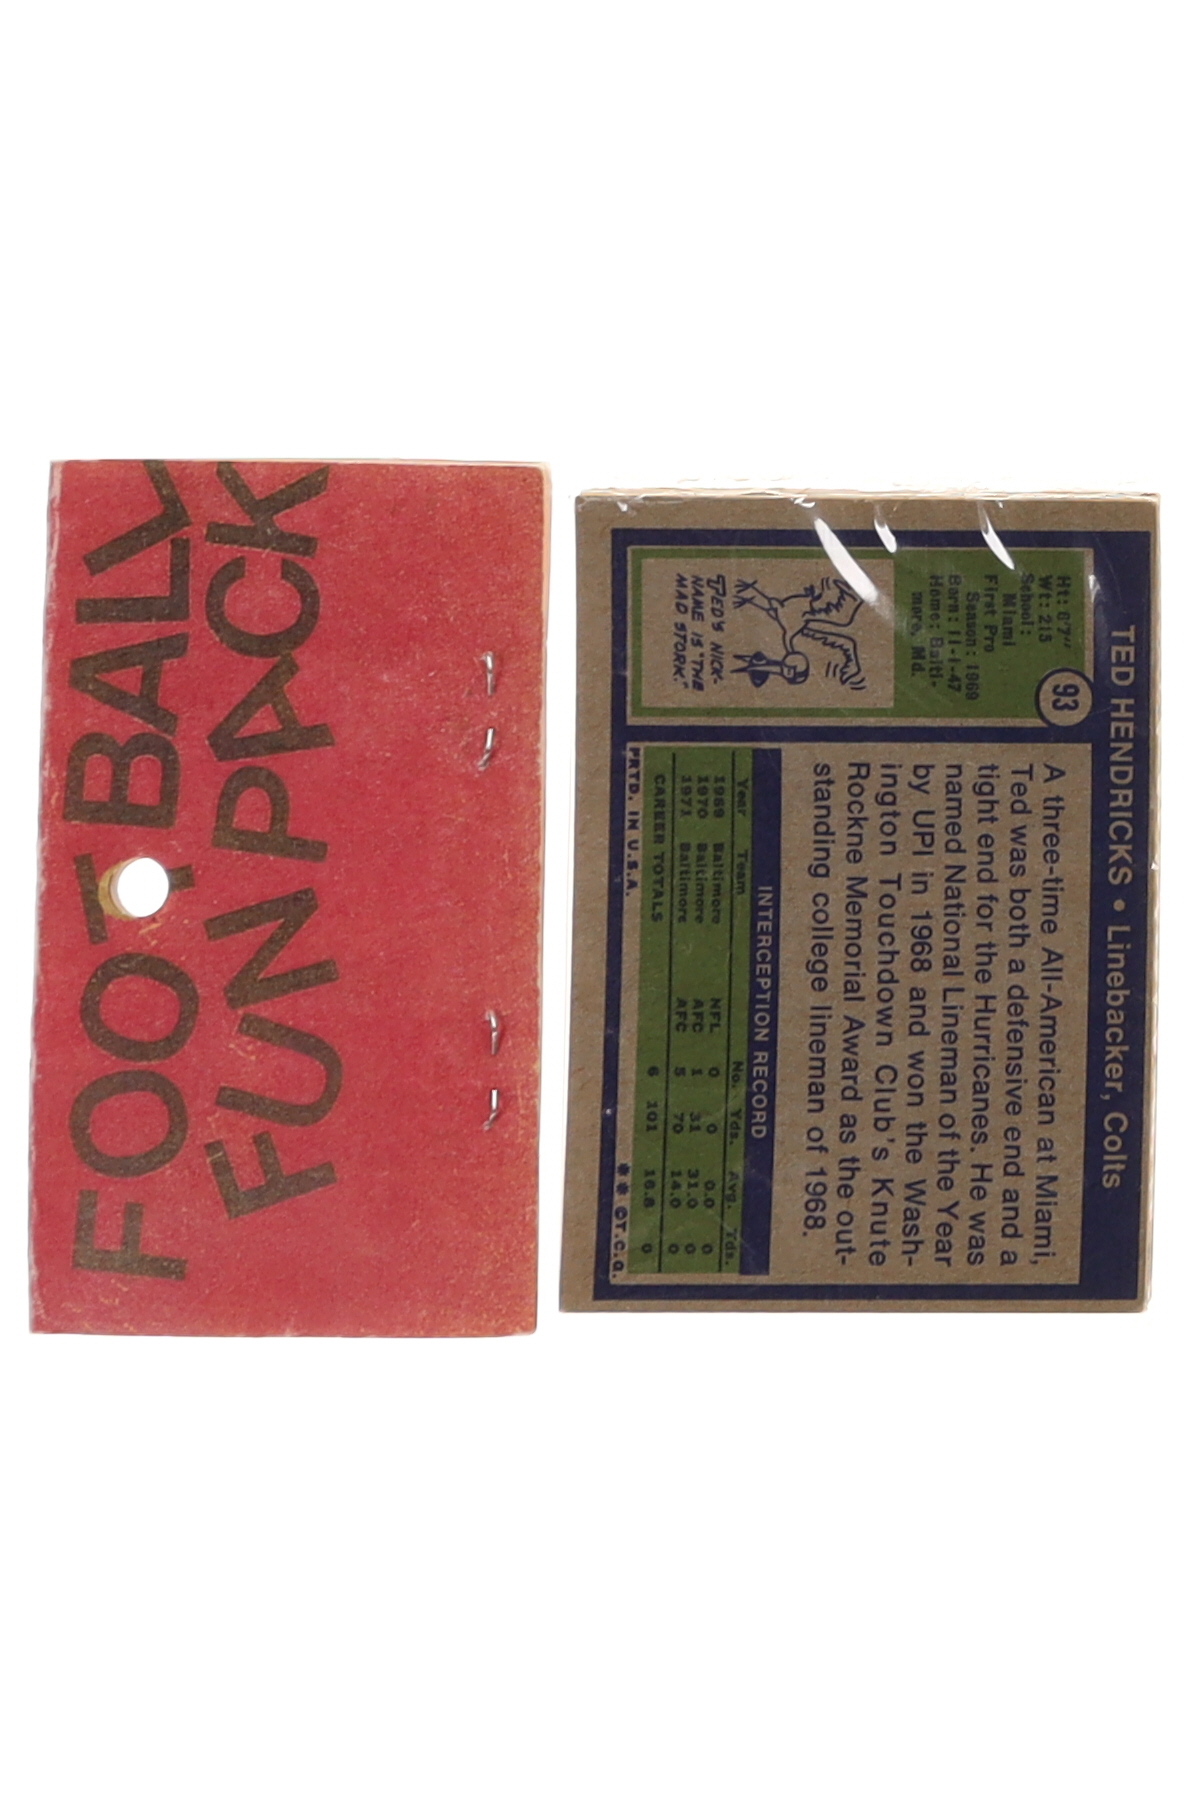 FOOTBALL
FUN PACK
TED HENDRICKS • Linebacker, Colts
93
Ht: 6'7"
Wt: 215
School:
Miami
First Pro
Season: 1969
Born: 11-1-47
Home: Balti-
more, Md.
TED'S NICK-
NAME IS "THE
MAD STORK."
A three-time All-American at Miami,
Ted was both a defensive end and a
tight end for the Hurricanes. He was
named National Lineman of the Year
by UPI in 1968 and won the Wash-
ington Touchdown Club's Knute
Rockne Memorial Award as the out-
standing college lineman of 1968.
INTERCEPTION RECORD
Year Team No. Yds. Avg. Tds.
1969 Baltimore NFL 0 0 0.0 0
1970 Baltimore AFC 1 31 31.0 0
1971 Baltimore AFC 5 70 14.0 0
CAREER TOTALS 6 101 16.8 0
PRTD. IN U.S.A. ** ©T.C.G.